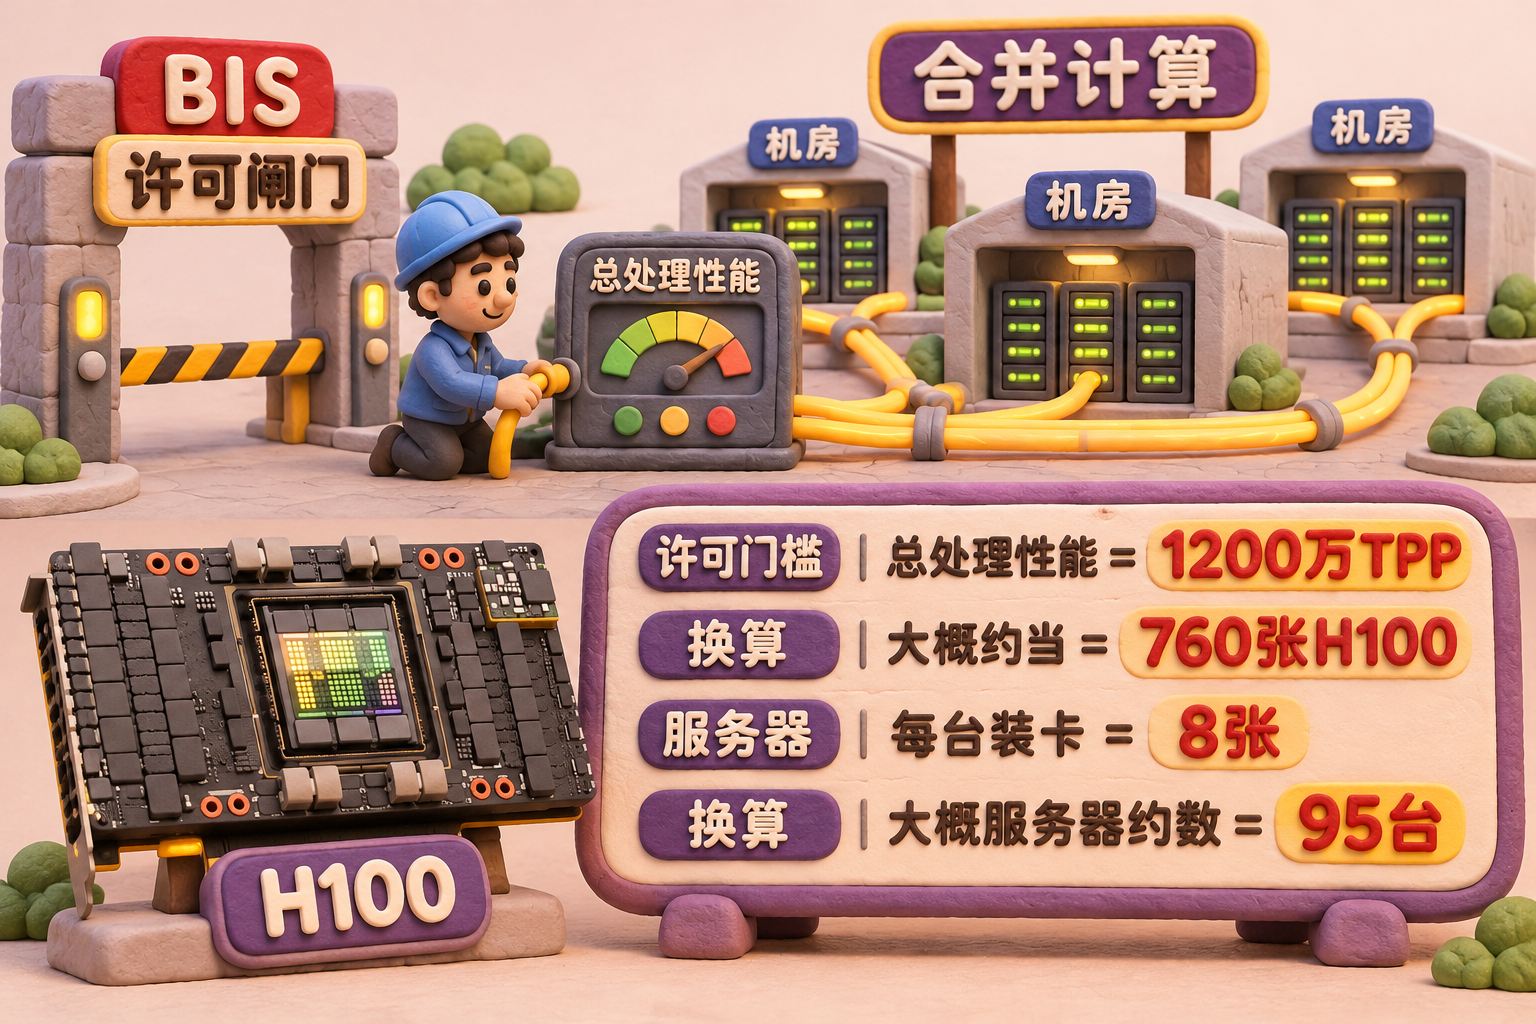 BIS
许可闸门
合并计算
机房
机房
机房
总处理性能
许可门槛 | 总处理性能 = 1200万TPP
换算 | 大概约当 = 760张H100
服务器 | 每台装卡 = 8张
换算 | 大概服务器约数 = 95台
H100